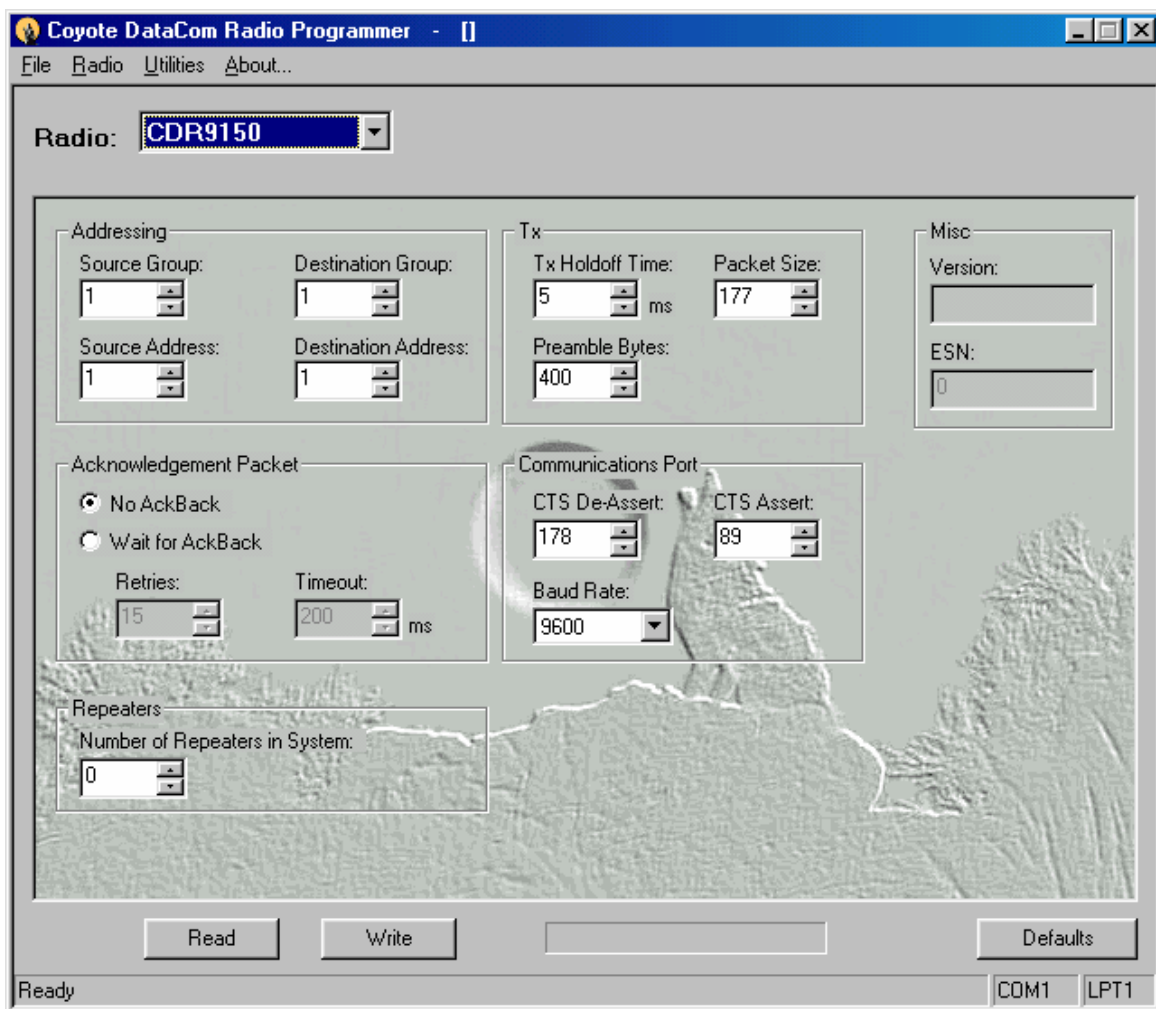 Coyote DataCom Radio Programmer - []
File Radio Utilities About...
Radio: CDR9150
Addressing
Source Group: Destination Group:
1 1
Source Address: Destination Address:
1 1
Tx
Tx Holdoff Time: Packet Size:
5 ms 177
Preamble Bytes:
400
Misc
Version:
ESN:
0
Acknowledgement Packet
No AckBack
Wait for AckBack
Retries: Timeout:
15 200 ms
Communications Port
CTS De-Assert: CTS Assert:
178 89
Baud Rate:
9600
Repeaters
Number of Repeaters in System:
0
Read Write Defaults
Ready COM1 LPT1